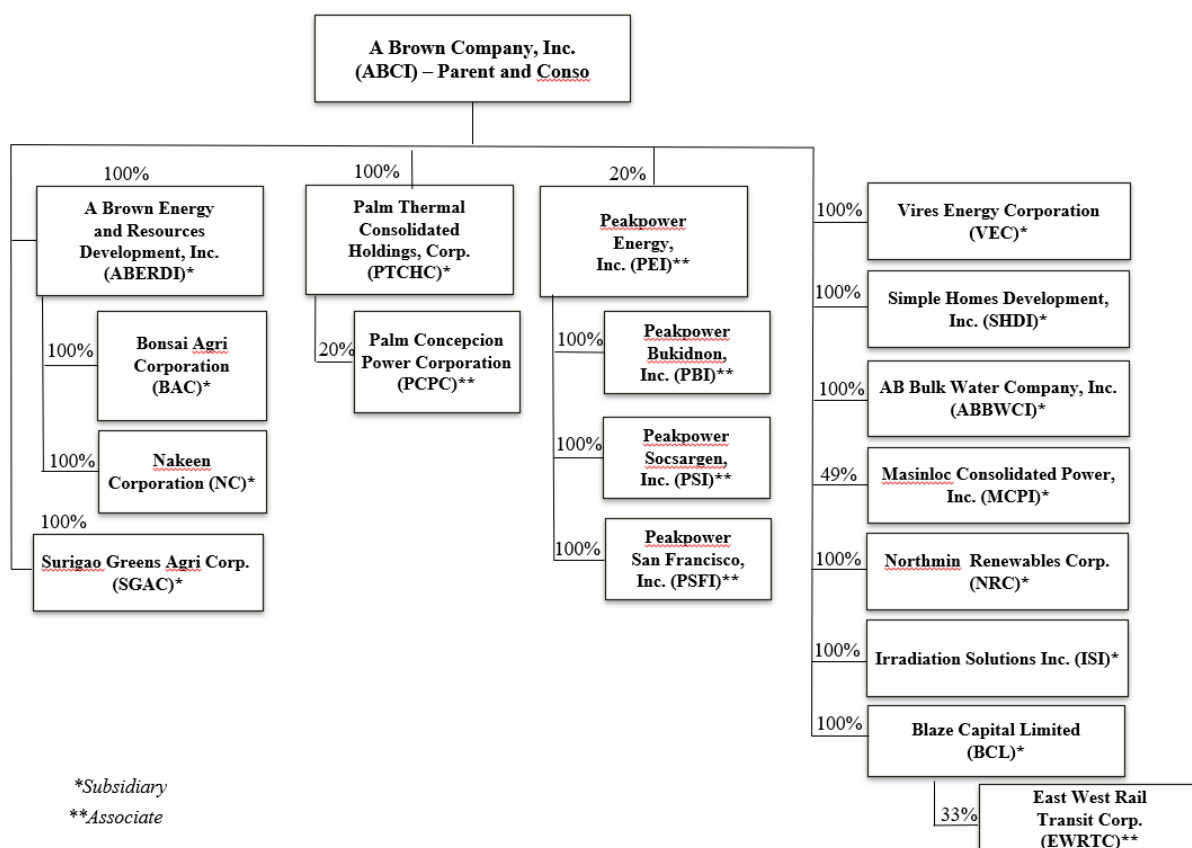 A Brown Company, Inc.
(ABCI) – Parent and Conso
100%
A Brown Energy
and Resources
Development, Inc.
(ABERDI)*
100%
Bonsai Agri
Corporation
(BAC)*
100%
Nakeen
Corporation (NC)*
100%
Surigao Greens Agri Corp.
(SGAC)*
100%
Palm Thermal
Consolidated
Holdings, Corp.
(PTCHC)*
20%
Palm Concepcion
Power Corporation
(PCPC)**
20%
Peakpower
Energy,
Inc. (PEI)**
100%
Peakpower
Bukidnon,
Inc. (PBI)**
100%
Peakpower
Socsargen,
Inc. (PSI)**
100%
Peakpower
San Francisco,
Inc. (PSFI)**
100%
Vires Energy Corporation
(VEC)*
100%
Simple Homes Development,
Inc. (SHDI)*
100%
AB Bulk Water Company, Inc.
(ABBWCI)*
49%
Masinloc Consolidated Power,
Inc. (MCPI)*
100%
Northmin Renewables Corp.
(NRC)*
100%
Irradiation Solutions Inc. (ISI)*
100%
Blaze Capital Limited
(BCL)*
33%
East West Rail
Transit Corp.
(EWRTC)**
*Subsidiary
**Associate